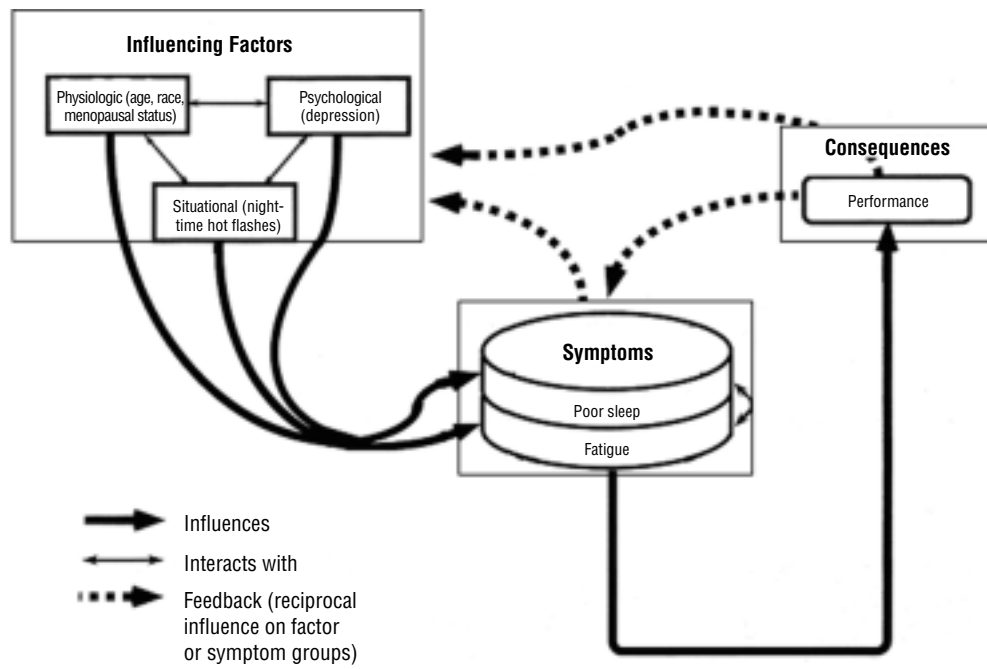 Influencing Factors
Physiologic (age, race,
menopausal status)
Psychological
(depression)
Situational (night-
time hot flashes)
Consequences
Performance
Symptoms
Poor sleep
Fatigue
Influences
Interacts with
Feedback (reciprocal
influence on factor
or symptom groups)